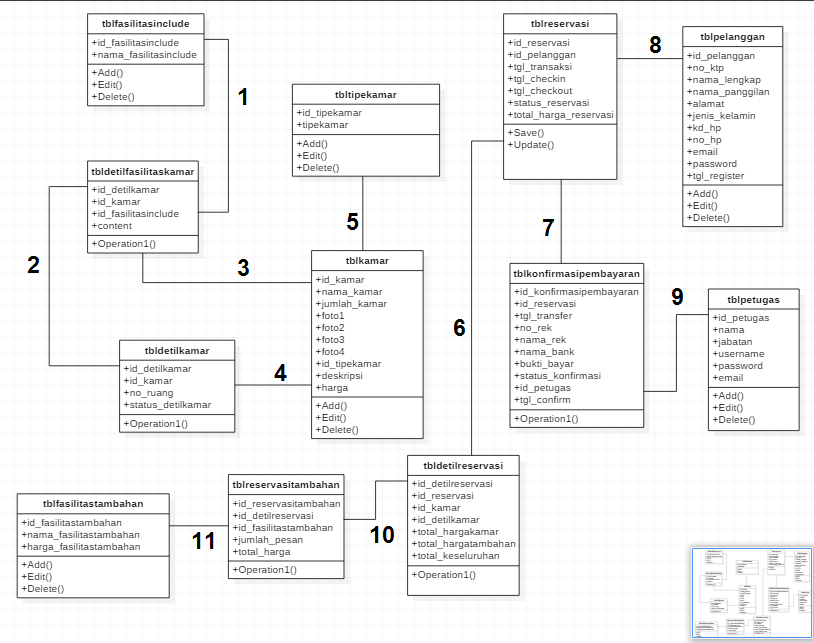 tblfasilitasinclude
+id_fasilitasinclude
+nama_fasilitasinclude
+Add()
+Edit()
+Delete()
1
tbltipekamar
+id_tipekamar
+tipekamar
+Add()
+Edit()
+Delete()
tblreservasi
+id_reservasi
+id_pelanggan
+tgl_transaksi
+tgl_checkin
+tgl_checkout
+status_reservasi
+total_harga_reservasi
+Save()
+Update()
8
tblpelanggan
+id_pelanggan
+no_ktp
+nama_lengkap
+nama_panggilan
+alamat
+jenis_kelamin
+kd_hp
+no_hp
+email
+password
+tgl_register
+Add()
+Edit()
+Delete()
tbldetilfasilitaskamar
+id_detilkamar
+id_kamar
+id_fasilitasinclude
+content
+Operation1()
2
3
5
7
tblkamar
+id_kamar
+nama_kamar
+jumlah_kamar
+foto1
+foto2
+foto3
+foto4
+id_tipekamar
+deskripsi
+harga
+Add()
+Edit()
+Delete()
6
tblkonfirmasipembayaran
+id_konfirmasipembayaran
+id_reservasi
+tgl_transfer
+no_rek
+nama_rek
+nama_bank
+bukti_bayar
+status_konfirmasi
+id_petugas
+tgl_confirm
+Operation1()
9
tblpetugas
+id_petugas
+nama
+jabatan
+username
+password
+email
+Add()
+Edit()
+Delete()
tbldetilkamar
+id_detilkamar
+id_kamar
+no_ruang
+status_detilkamar
+Operation1()
4
tblfasilitastambahan
+id_fasilitastambahan
+nama_fasilitastambahan
+harga_fasilitastambahan
+Add()
+Edit()
+Delete()
11
tblreservasitambahan
+id_reservasitambahan
+id_detilreservasi
+id_fasilitastambahan
+jumlah_pesan
+total_harga
+Operation1()
10
tbldetilreservasi
+id_detilreservasi
+id_reservasi
+id_kamar
+id_detilkamar
+total_hargakamar
+total_hargatambahan
+total_keseluruhan
+Operation1()